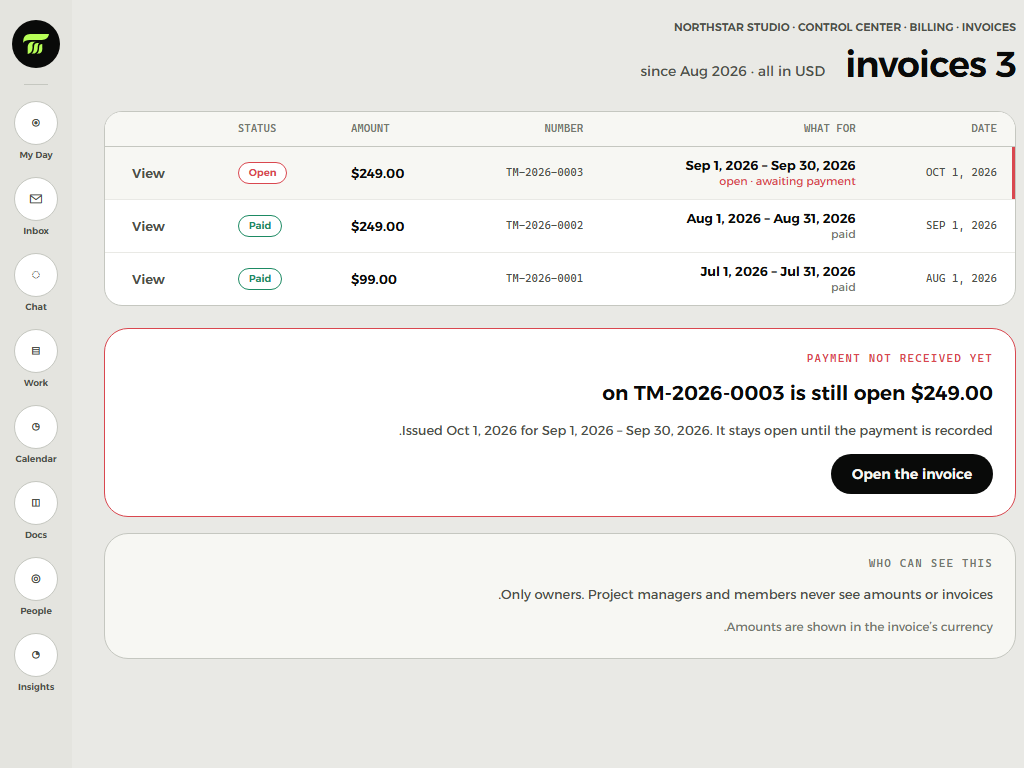 NORTHSTAR STUDIO · CONTROL CENTER · BILLING · INVOICES
invoices 3
since Aug 2026 · all in USD
My Day
Inbox
Chat
Work
Calendar
Docs
People
Insights
STATUS AMOUNT NUMBER WHAT FOR DATE
View Open $249.00 TM-2026-0003 Sep 1, 2026 – Sep 30, 2026 OCT 1, 2026
open · awaiting payment
View Paid $249.00 TM-2026-0002 Aug 1, 2026 – Aug 31, 2026 SEP 1, 2026
paid
View Paid $99.00 TM-2026-0001 Jul 1, 2026 – Jul 31, 2026 AUG 1, 2026
paid
PAYMENT NOT RECEIVED YET
on TM-2026-0003 is still open $249.00
.Issued Oct 1, 2026 for Sep 1, 2026 – Sep 30, 2026. It stays open until the payment is recorded
Open the invoice
WHO CAN SEE THIS
.Only owners. Project managers and members never see amounts or invoices
.Amounts are shown in the invoice's currency